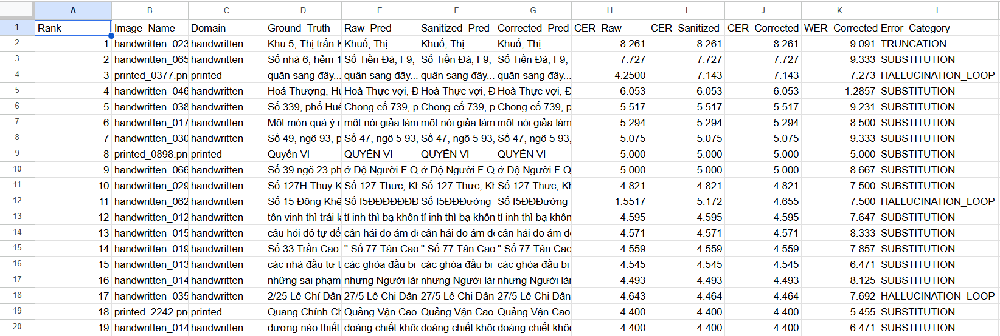 A B C D E F G H I J K L
1 Rank Image_Name Domain Ground_Truth Raw_Pred Sanitized_Pred Corrected_Pred CER_Raw CER_Sanitized CER_Corrected WER_Corrected Error_Category
2 1 handwritten_023 handwritten Khu 5, Thị trấn K Khuố, Thị Khuố, Thị Khuố, Thị 8.261 8.261 8.261 9.091 TRUNCATION
3 2 handwritten_065 handwritten Số nhà 6, hẻm 1 Số Tiền Đà, F9, Số Tiền Đà, F9, Số Tiền Đà, F9, 7.727 7.727 7.727 9.333 SUBSTITUTION
4 3 printed_0377.pn printed quân sang đây... quân sang đây... quân sang đây... quân sang đây... 4.2500 7.143 7.143 7.273 HALLUCINATION_LOOP
5 4 handwritten_046 handwritten Hoá Thượng, Hu Hoà Thực vợi, Đ Hoà Thực vợi, Đ Hoà Thực vợi, Đ 6.053 6.053 6.053 1.2857 SUBSTITUTION
6 5 handwritten_038 handwritten Số 339, phố Huế Chong cố 739, p Chong cố 739, p Chong cố 739, p 5.517 5.517 5.517 9.231 SUBSTITUTION
7 6 handwritten_017 handwritten Một món quà ý n một nói giảa làm một nói giảa làm một nói giảa làm 5.294 5.294 5.294 8.500 SUBSTITUTION
8 7 handwritten_030 handwritten Số 49, ngõ 93, p Số 47, ngõ 5 93, Số 47, ngõ 5 93, Số 47, ngõ 5 93, 5.075 5.075 5.075 9.333 SUBSTITUTION
9 8 printed_0898.pn printed Quyển VI QUYỂN VI QUYỂN VI QUYỂN VI 5.000 5.000 5.000 5.000 SUBSTITUTION
10 9 handwritten_066 handwritten Số 39 ngõ 23 ph ở Độ Người F Q ở Độ Người F Q ở Độ Người F Q 5.000 5.000 5.000 8.667 SUBSTITUTION
11 10 handwritten_029 handwritten Số 127H Thụy K Số 127 Thực, Kh Số 127 Thực, Kh Số 127 Thực, Kh 4.821 4.821 4.821 7.500 SUBSTITUTION
12 11 handwritten_062 handwritten Số 15 Đông Khê Số I5ĐĐĐĐĐĐĐ Số I5ĐĐĐường Số I5ĐĐĐường 1.5517 5.172 4.655 7.500 HALLUCINATION_LOOP
13 12 handwritten_012 handwritten tôn vinh thì trái lạ tỉ inh thì bạ khôn tỉ inh thì bạ khôn tỉ inh thì bạ khôn 4.595 4.595 4.595 7.647 SUBSTITUTION
14 13 handwritten_015 handwritten câu hỏi đó tự đế cân hải do ám đe cân hải do ám đe cân hải do ám đe 4.571 4.571 4.571 8.333 SUBSTITUTION
15 14 handwritten_019 handwritten Số 33 Trần Cao " Số 77 Tân Cao " Số 77 Tân Cao " Số 77 Tân Cao 4.559 4.559 4.559 7.857 SUBSTITUTION
16 15 handwritten_013 handwritten các nhà đầu tư t các ghòa đầu bi các ghòa đầu bi các ghòa đầu bi 4.545 4.545 4.545 6.471 SUBSTITUTION
17 16 handwritten_014 handwritten những sai phạm nhưng Người làn nhưng Người làn nhưng Người làn 4.493 4.493 4.493 8.125 SUBSTITUTION
18 17 handwritten_035 handwritten 2/25 Lê Chí Dân 27/5 Lê Chi Dân 27/5 Lê Chi Dân 27/5 Lê Chi Dân 4.643 4.464 4.464 7.692 HALLUCINATION_LOOP
19 18 printed_2242.pn printed Quang Chính Ch Quảng Vận Cao Quảng Vận Cao Quảng Vận Cao 4.400 4.400 4.400 5.455 SUBSTITUTION
20 19 handwritten_014 handwritten dương nào thiết doáng chiết khô doáng chiết khô doáng chiết khô 4.400 4.400 4.400 6.471 SUBSTITUTION